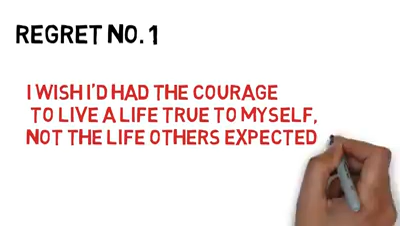 REGRET NO. 1
I WISH I'D HAD THE COURAGE
TO LIVE A LIFE TRUE TO MYSELF,
NOT THE LIFE OTHERS EXPECTED